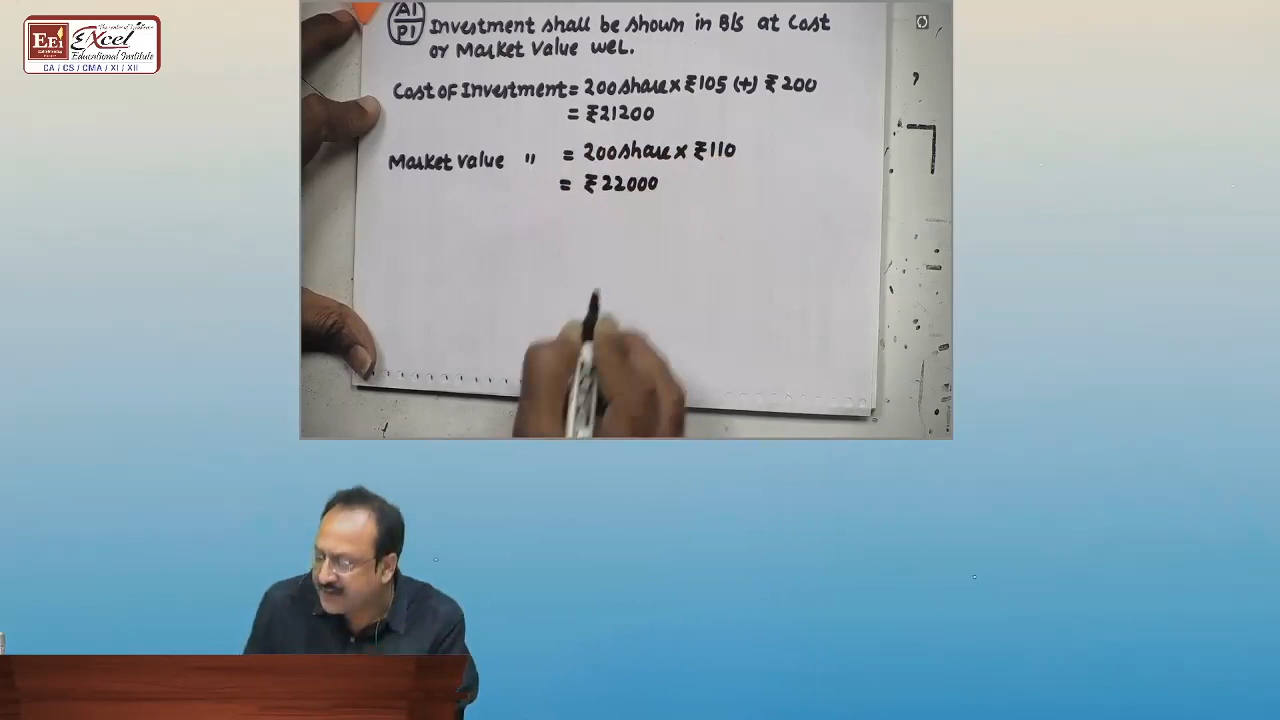 EEi Excel
Educational Institute
CA / CS / CMA / XI / XII
A1
P1
Investment shall be shown in B/s at Cost
or Market Value WEL.
Cost of Investment = 200 share x ₹105 (+) ₹200
= ₹21200
Market Value " = 200 share x ₹110
= ₹22000